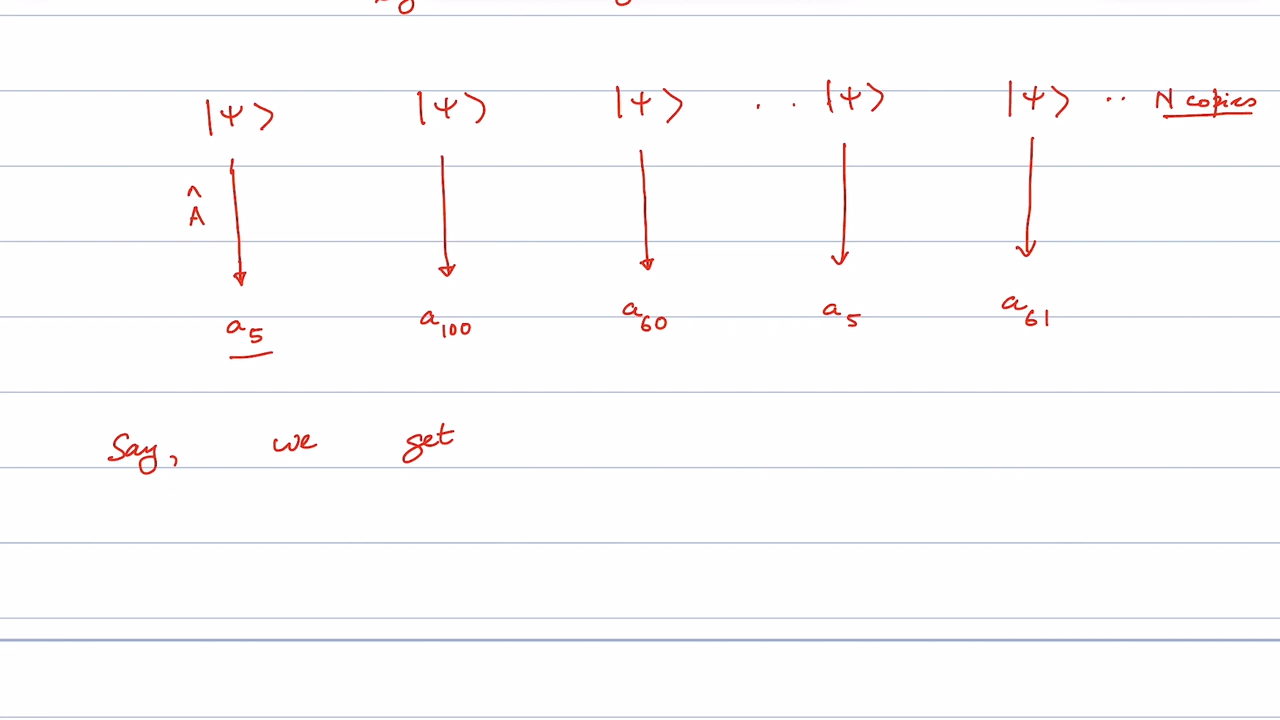 |ψ⟩ |ψ⟩ |ψ⟩ .. |ψ⟩ |ψ⟩ .. N copies
Â
a₅ a₁₀₀ a₆₀ a₅ a₆₁
Say, we get